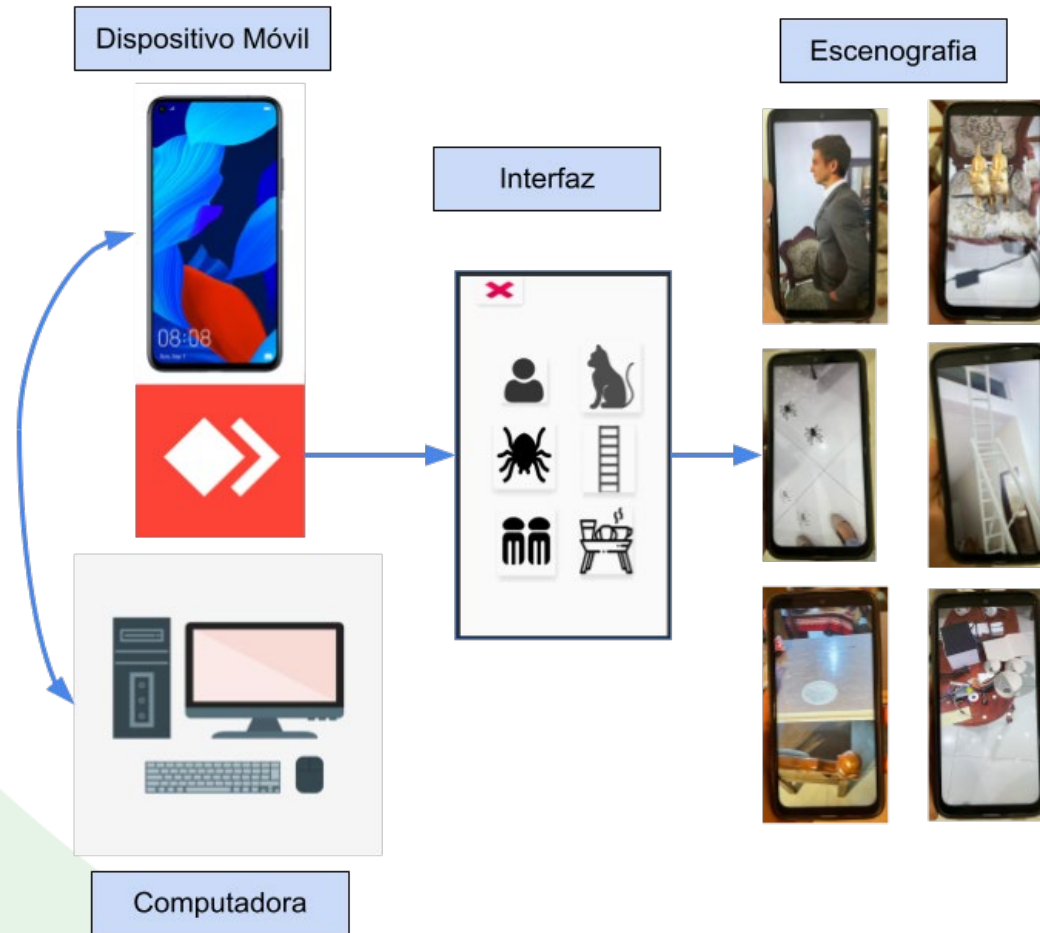 Dispositivo Móvil
Escenografia
Interfaz
08:08
Computadora